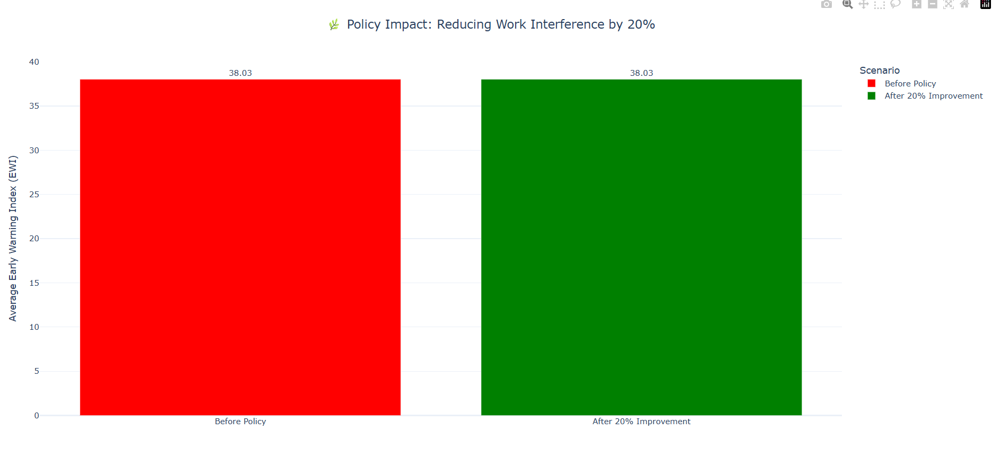 🌿 Policy Impact: Reducing Work Interference by 20%
40
35
30
25
20
15
10
5
0
Average Early Warning Index (EWI)
38.03
38.03
Before Policy
After 20% Improvement
Scenario
Before Policy
After 20% Improvement